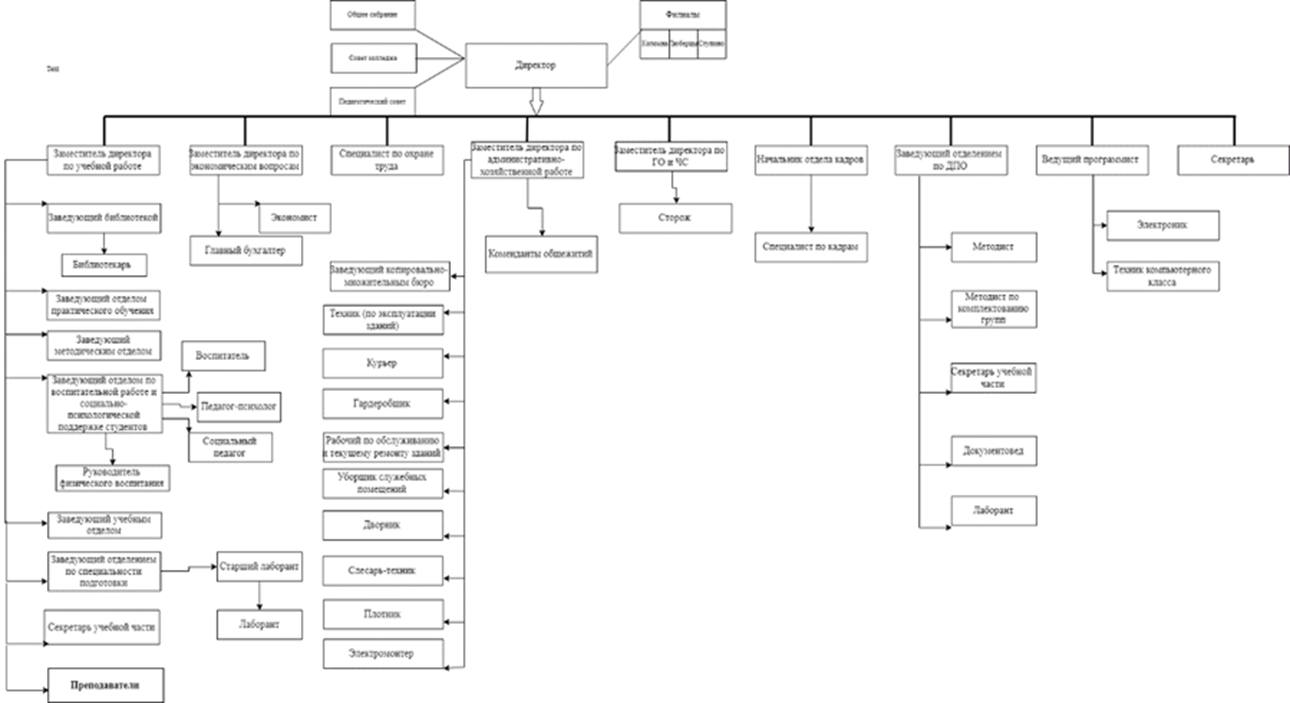 Общее собрание
Филиалы
Совет колледжа
Коломна
Люберцы
Ступино
Директор
Text
Педагогический совет
Заместитель директора
по учебной работе
Заместитель директора по
экономическим вопросам
Специалист по охране
труда
Заместитель директора по
административно-
хозяйственной работе
Заместитель директора по
ГО и ЧС
Начальник отдела кадров
Заведующий отделением
по ДПО
Ведущий программист
Секретарь
Заведующий библиотекой
Библиотекарь
Заведующий отделом
практического обучения
Заведующий
методическим отделом
Заведующий отделом по
воспитательной работе и
социально-
психологической
поддержке студентов
Воспитатель
Педагог-психолог
Социальный
педагог
Руководитель
физического воспитания
Заведующий учебным
отделом
Заведующий отделением
по специальности
подготовки
Старший лаборант
Лаборант
Секретарь учебной части
Преподаватели
Экономист
Главный бухгалтер
Заведующий копировально-
множительным бюро
Техник (по эксплуатации
зданий)
Курьер
Гардеробщик
Рабочий по обслуживанию
и текущему ремонту зданий
Уборщик служебных
помещений
Дворник
Слесарь-техник
Плотник
Электромонтер
Коменданты общежитий
Сторож
Специалист по кадрам
Методист
Методист по
комплектованию
групп
Секретарь учебной
части
Документовед
Лаборант
Электроник
Техник компьютерного
класса